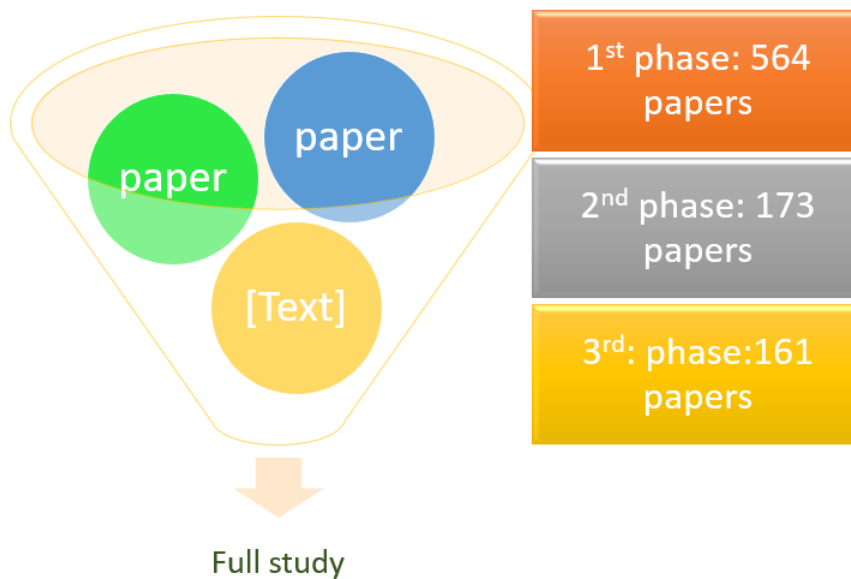 paper
paper
[Text]
Full study
1st phase: 564
papers
2nd phase: 173
papers
3rd: phase:161
papers